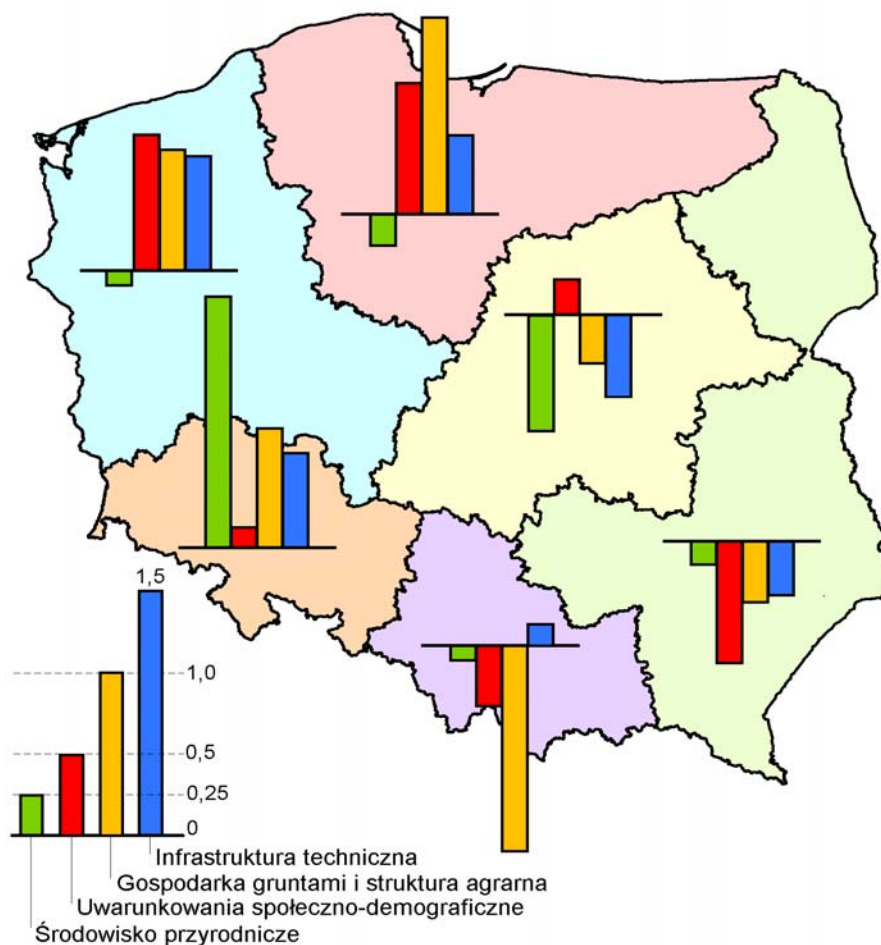 1,5
1,0
0,5
0,25
0
Infrastruktura techniczna
Gospodarka gruntami i struktura agrarna
Uwarunkowania społeczno-demograficzne
Środowisko przyrodnicze